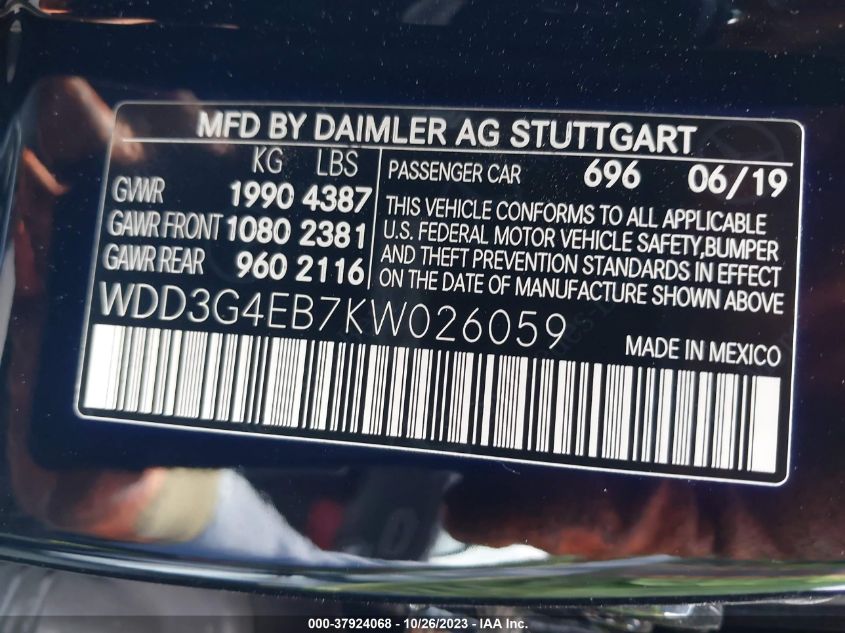 MFD BY DAIMLER AG STUTTGART
KG LBS
GVWR 1990 4387
GAWR FRONT 1080 2381
GAWR REAR 960 2116
PASSENGER CAR 696 06/19
THIS VEHICLE CONFORMS TO ALL APPLICABLE
U.S. FEDERAL MOTOR VEHICLE SAFETY,BUMPER
AND THEFT PREVENTION STANDARDS IN EFFECT
ON THE DATE OF MANUFACTURE SHOWN ABOVE
WDD3G4EB7KW026059
MADE IN MEXICO
000-37924068 - 10/26/2023 - IAA Inc.